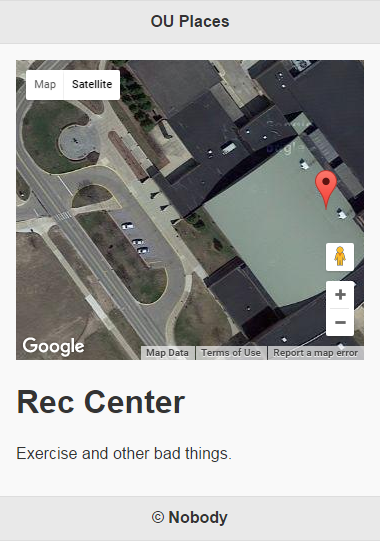 OU Places
Map Satellite
Google
Map Data Terms of Use Report a map error
Rec Center
Exercise and other bad things.
© Nobody